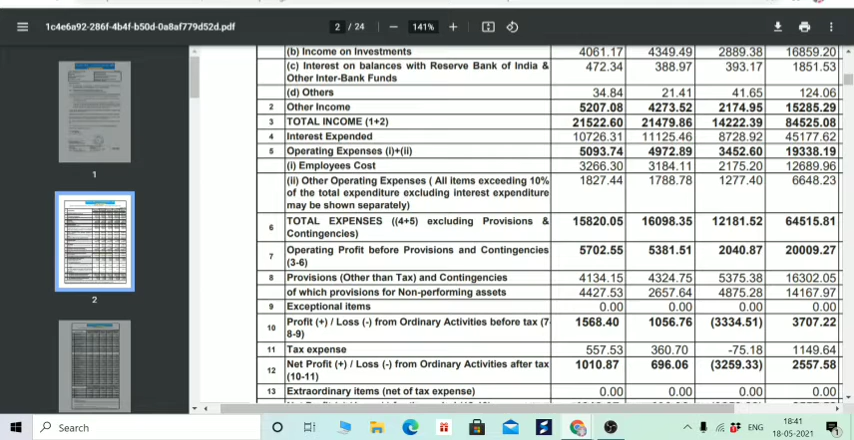 1c4e6a92-286f-4b4f-b50d-0a8af779d52d.pdf 2 / 24 — 141% +
(b) Income on Investments 4061.17 4349.49 2889.38 16859.20
(c) Interest on balances with Reserve Bank of India & 472.34 388.97 393.17 1851.53
Other Inter-Bank Funds
(d) Others 34.84 21.41 41.65 124.06
2 Other Income 5207.08 4273.52 2174.95 15285.29
3 TOTAL INCOME (1+2) 21522.60 21479.86 14222.39 84525.08
4 Interest Expended 10726.31 11125.46 8728.92 45177.62
5 Operating Expenses (i)+(ii) 5093.74 4972.89 3452.60 19338.19
(i) Employees Cost 3266.30 3184.11 2175.20 12689.96
(ii) Other Operating Expenses ( All items exceeding 10% 1827.44 1788.78 1277.40 6648.23
of the total expenditure excluding interest expenditure
may be shown separately)
6 TOTAL EXPENSES ((4+5) excluding Provisions & 15820.05 16098.35 12181.52 64515.81
Contingencies)
7 Operating Profit before Provisions and Contingencies 5702.55 5381.51 2040.87 20009.27
(3-6)
8 Provisions (Other than Tax) and Contingencies 4134.15 4324.75 5375.38 16302.05
of which provisions for Non-performing assets 4427.53 2657.64 4875.28 14167.97
9 Exceptional items 0.00 0.00 0.00 0.00
10 Profit (+) / Loss (-) from Ordinary Activities before tax (7- 1568.40 1056.76 (3334.51) 3707.22
8-9)
11 Tax expense 557.53 360.70 -75.18 1149.64
12 Net Profit (+) / Loss (-) from Ordinary Activities after tax 1010.87 696.06 (3259.33) 2557.58
(10-11)
13 Extraordinary items (net of tax expense) 0.00 0.00 0.00 0.00
1
2
Search
ENG 18:41
18-05-2021
1